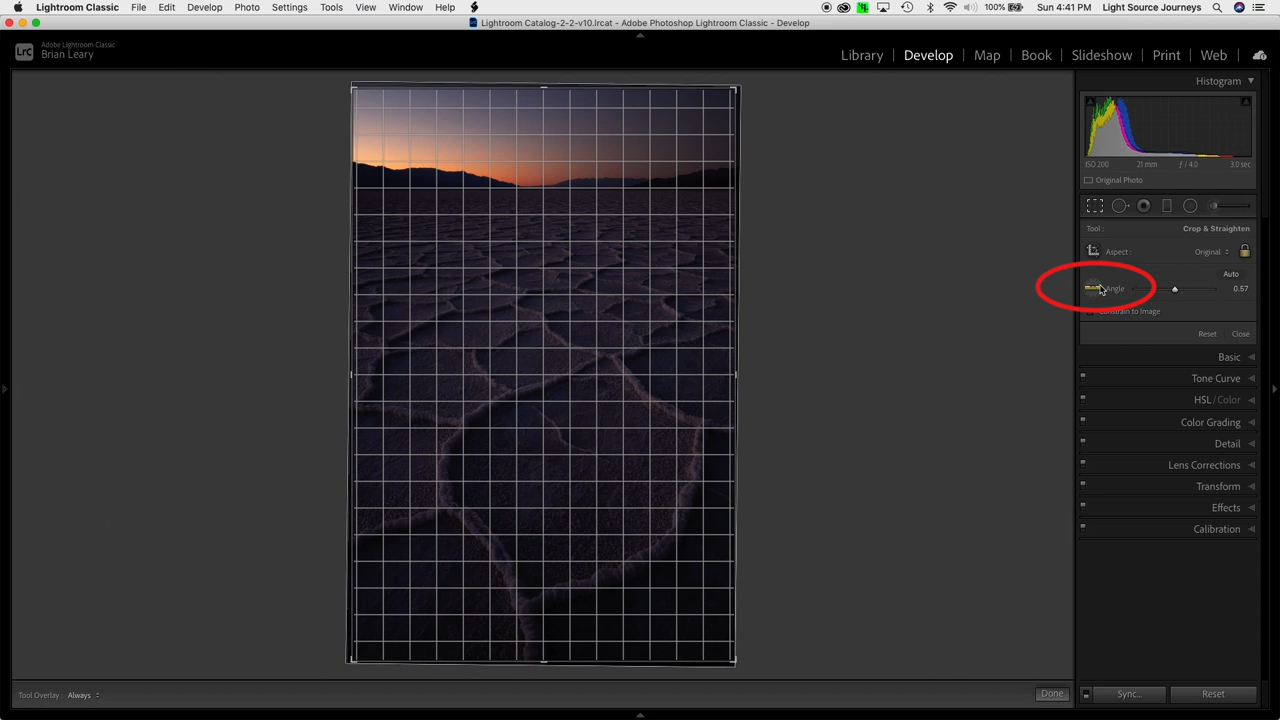 Lightroom Classic File Edit Develop Photo Settings Tools View Window Help 100% Sun 4:41 PM Light Source Journeys
Lightroom Catalog-2-2-v10.lrcat - Adobe Photoshop Lightroom Classic - Develop
LrC
Adobe Lightroom Classic
Brian Leary
Library Develop Map Book Slideshow Print Web
Histogram
ISO 200 21 mm ƒ / 4.0 3.0 sec
Original Photo
Tool : Crop & Straighten
Aspect : Original
Auto
Angle 0.57
Constrain to Image
Reset Close
Basic
Tone Curve
HSL / Color
Color Grading
Detail
Lens Corrections
Transform
Effects
Calibration
Tool Overlay : Always Done Sync... Reset